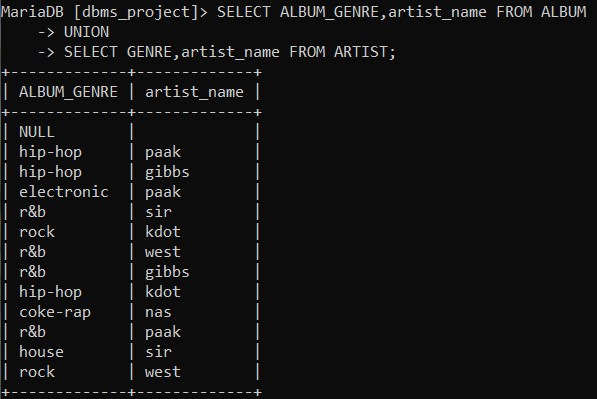 MariaDB [dbms_project]> SELECT ALBUM_GENRE,artist_name FROM ALBUM
    -> UNION
    -> SELECT GENRE,artist_name FROM ARTIST;
+-------------+-------------+
| ALBUM_GENRE | artist_name |
+-------------+-------------+
| NULL        |             |
| hip-hop     | paak        |
| hip-hop     | gibbs       |
| electronic  | paak        |
| r&b         | sir         |
| rock        | kdot        |
| r&b         | west        |
| r&b         | gibbs       |
| hip-hop     | kdot        |
| coke-rap    | nas         |
| r&b         | paak        |
| house       | sir         |
| rock        | west        |
+-------------+-------------+